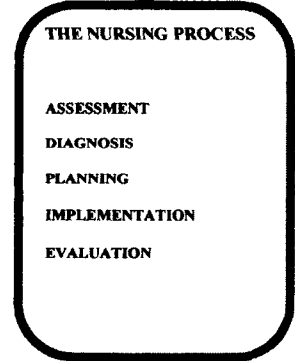 THE NURSING PROCESS
ASSESSMENT
DIAGNOSIS
PLANNING
IMPLEMENTATION
EVALUATION